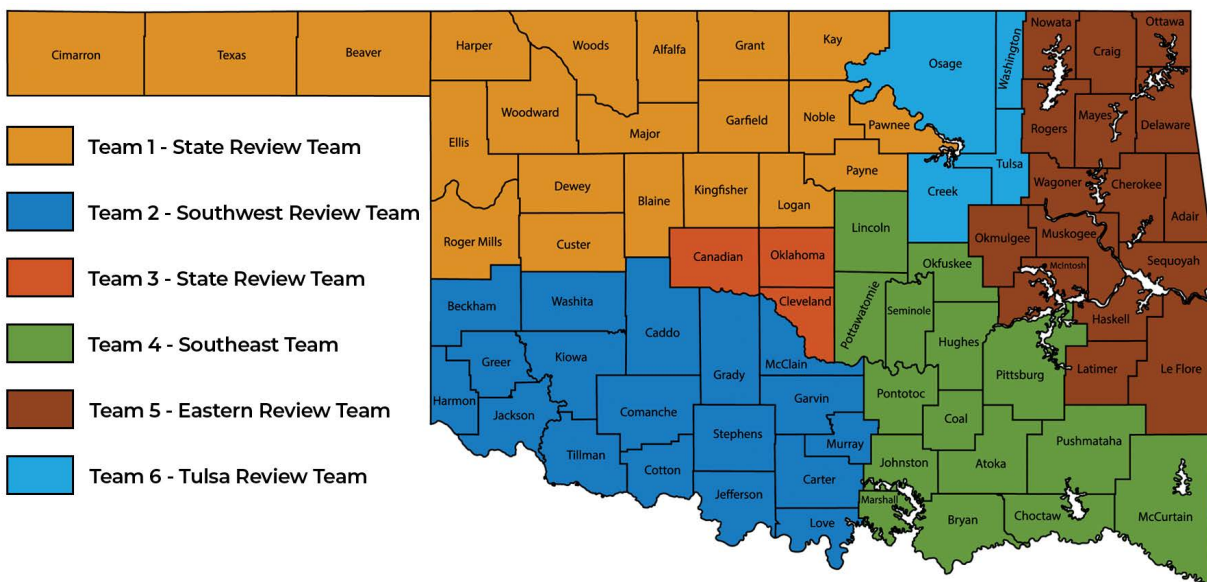 Cimarron
Texas
Beaver
Harper
Woods
Alfalfa
Grant
Kay
Osage
Washington
Nowata
Craig
Ottawa
Woodward
Ellis
Major
Garfield
Noble
Pawnee
Rogers
Mayes
Delaware
Team 1 - State Review Team
Dewey
Blaine
Kingfisher
Logan
Payne
Creek
Tulsa
Wagoner
Cherokee
Adair
Team 2 - Southwest Review Team
Roger Mills
Custer
Lincoln
Okmulgee
Muskogee
Sequoyah
Team 3 - State Review Team
Canadian
Oklahoma
Cleveland
Okfuskee
McIntosh
Beckham
Washita
Caddo
Pottawatomie
Seminole
Haskell
Team 4 - Southeast Team
Greer
Kiowa
Grady
McClain
Hughes
Pittsburg
Latimer
Le Flore
Team 5 - Eastern Review Team
Harmon
Jackson
Comanche
Garvin
Pontotoc
Coal
Stephens
Murray
Pushmataha
Team 6 - Tulsa Review Team
Tillman
Cotton
Carter
Johnston
Atoka
Jefferson
Marshall
Love
Bryan
Choctaw
McCurtain